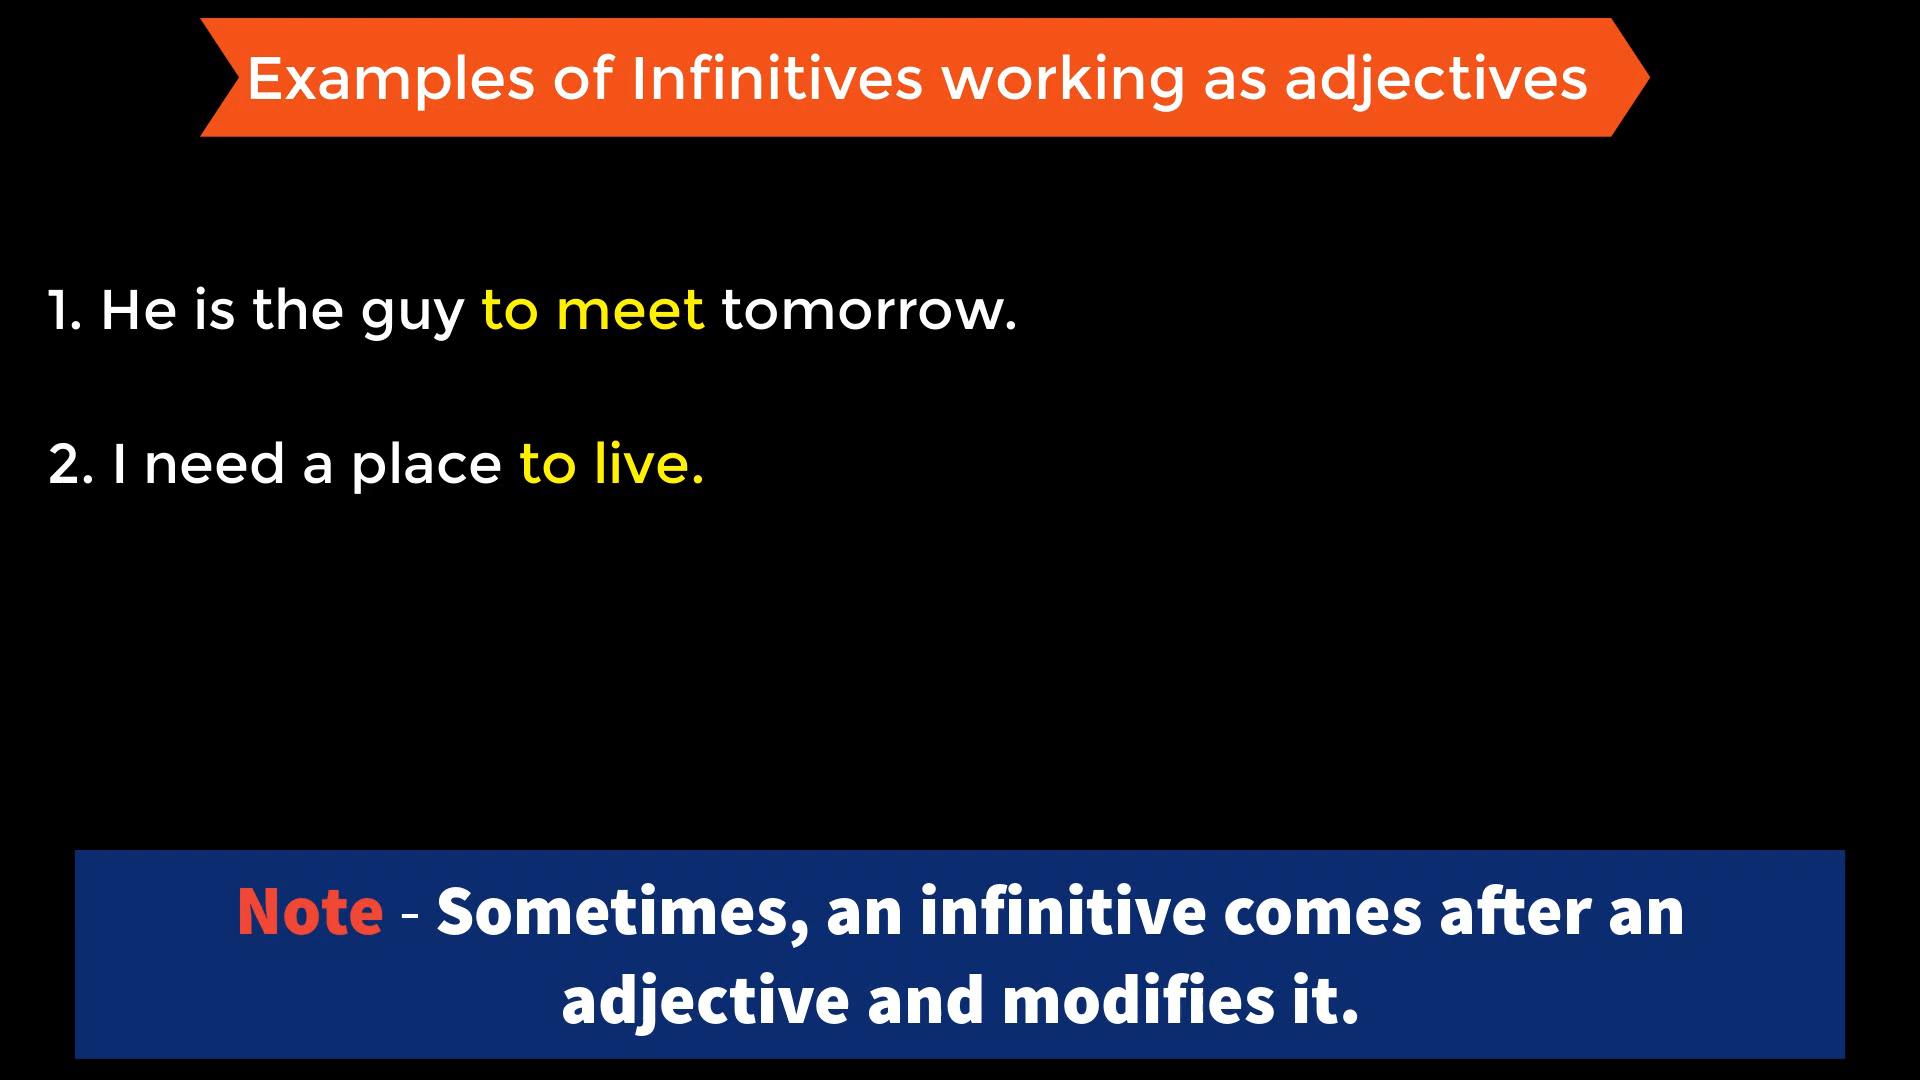 Examples of Infinitives working as adjectives
1. He is the guy to meet tomorrow.
2. I need a place to live.
Note - Sometimes, an infinitive comes after an
adjective and modifies it.